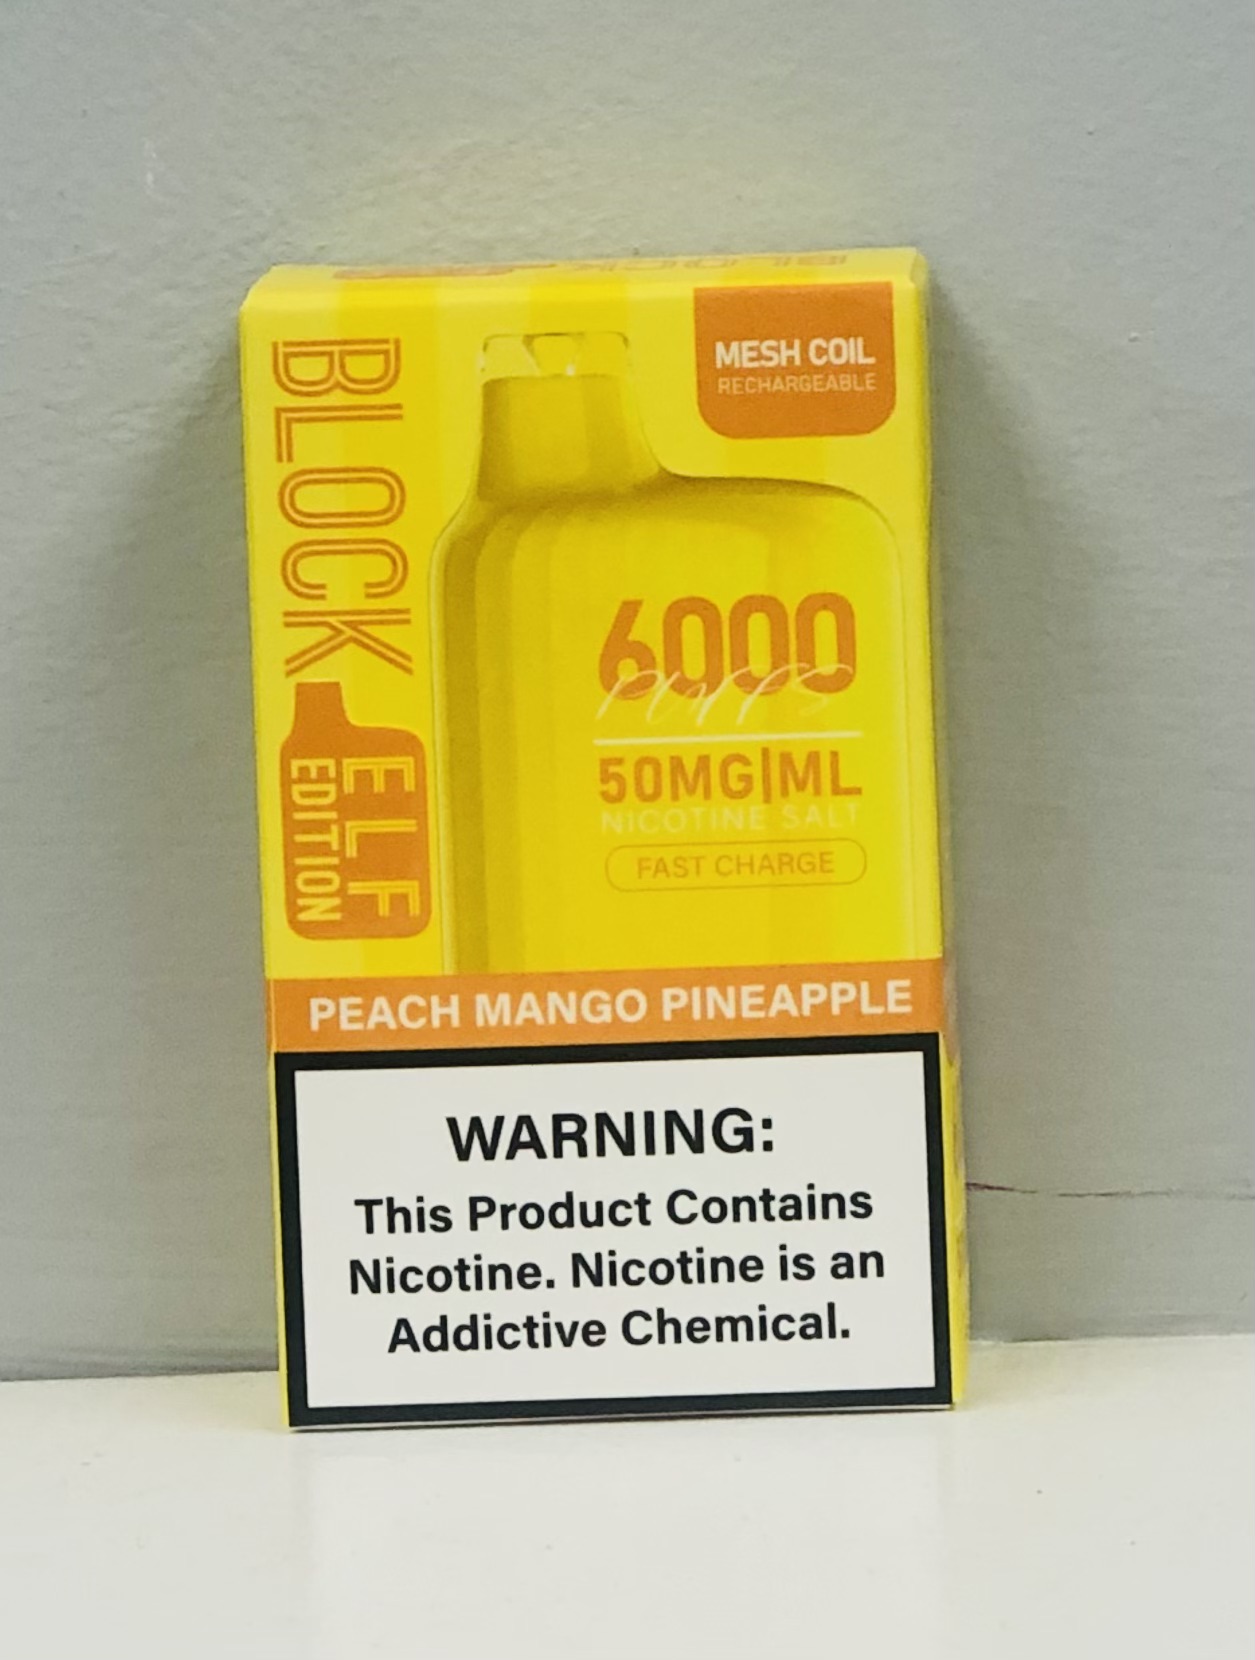 BLOCK
ELF
EDITION
MESH COIL
RECHARGEABLE
6000
PUFFS
50MG|ML
NICOTINE SALT
FAST CHARGE
PEACH MANGO PINEAPPLE
WARNING:
This Product Contains
Nicotine. Nicotine is an
Addictive Chemical.